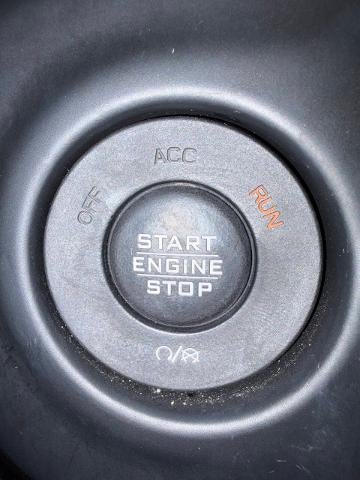 OFF
ACC
RUN
START
ENGINE
STOP